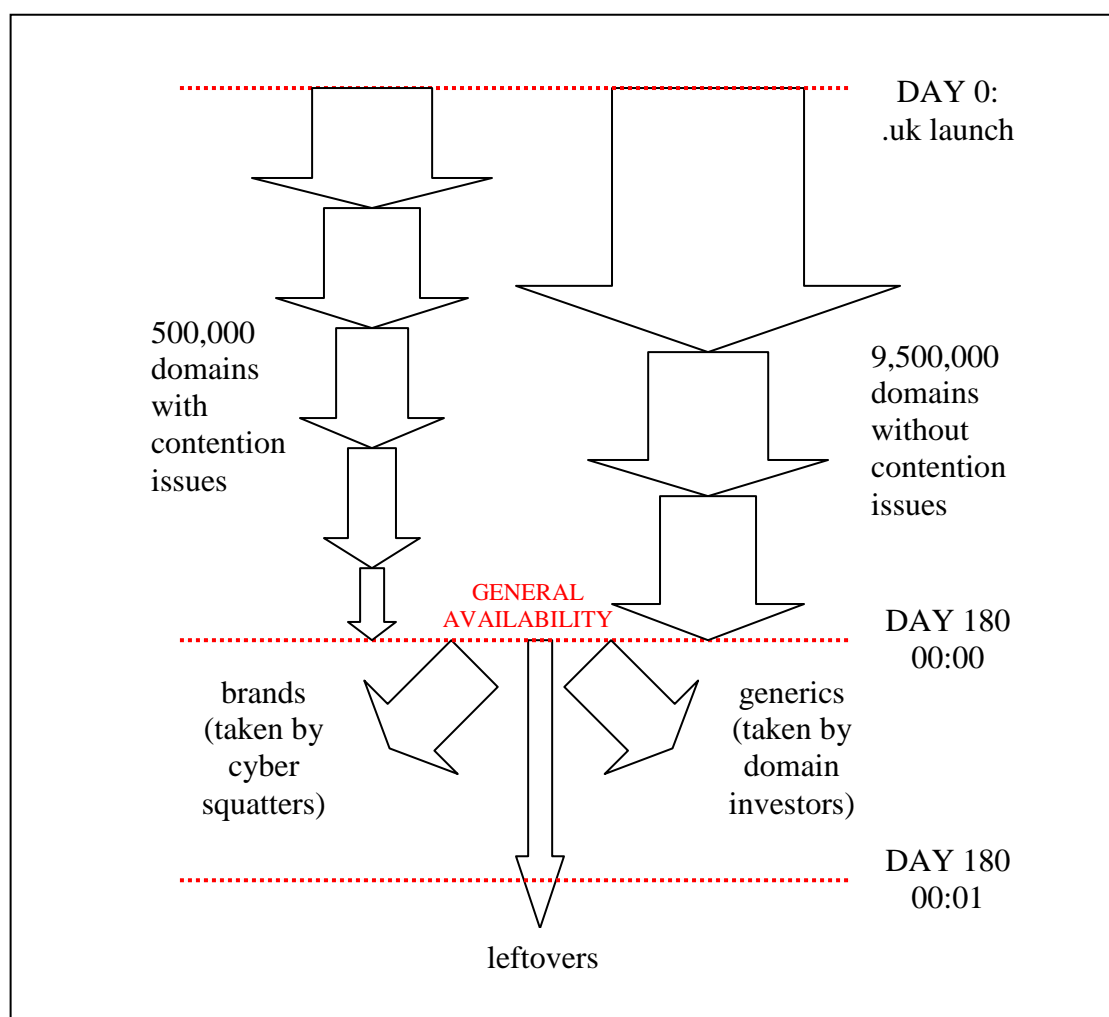 DAY 0:
.uk launch
500,000
domains
with
contention
issues
9,500,000
domains
without
contention
issues
GENERAL
AVAILABILITY
DAY 180
00:00
brands
(taken by
cyber
squatters)
generics
(taken by
domain
investors)
DAY 180
00:01
leftovers